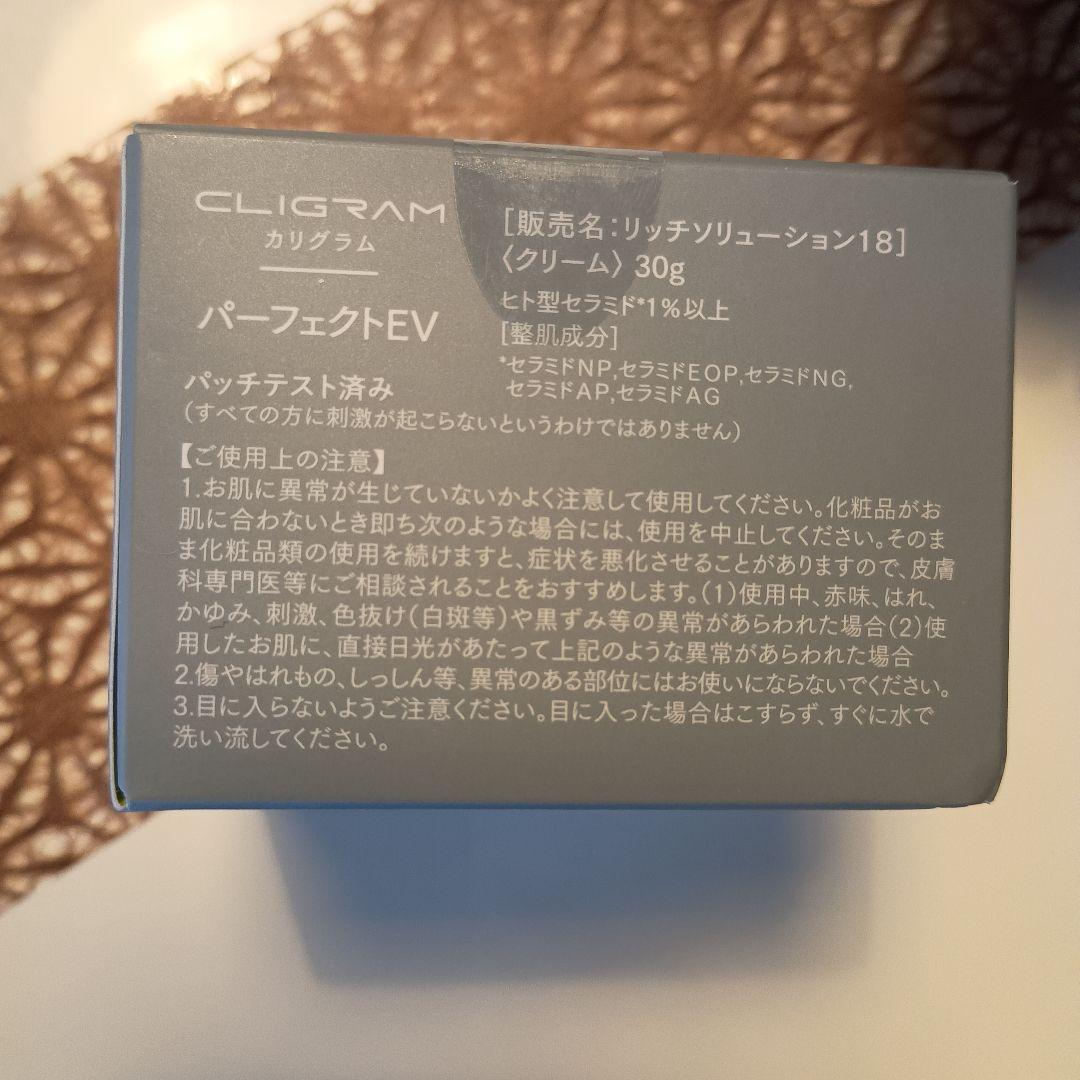 CLIGRAM
カリグラム
パーフェクトEV
[販売名:リッチソリューション18]
〈クリーム〉 30g
ヒト型セラミド*1%以上
[整肌成分]
*セラミドNP,セラミドEOP,セラミドNG,
セラミドAP,セラミドAG
パッチテスト済み
(すべての方に刺激が起こらないというわけではありません)
【ご使用上の注意】
1.お肌に異常が生じていないかよく注意して使用してください。化粧品がお
肌に合わないとき即ち次のような場合には、使用を中止してください。そのま
ま化粧品類の使用を続けますと、症状を悪化させることがありますので、皮膚
科専門医等にご相談されることをおすすめします。(1)使用中、赤味、はれ、
かゆみ、刺激、色抜け(白斑等)や黒ずみ等の異常があらわれた場合(2)使
用したお肌に、直接日光があたって上記のような異常があらわれた場合
2.傷やはれもの、しっしん等、異常のある部位にはお使いにならないでください。
3.目に入らないようご注意ください。目に入った場合はこすらず、すぐに水で
洗い流してください。